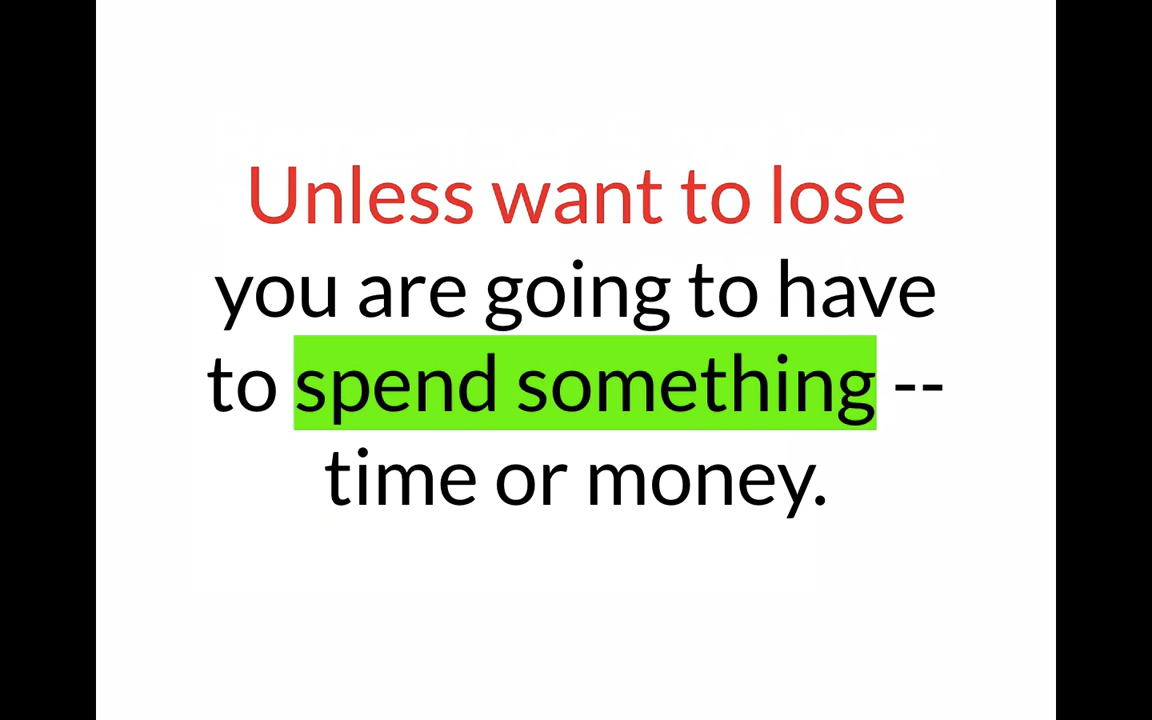 Unless want to lose
you are going to have
to spend something --
time or money.